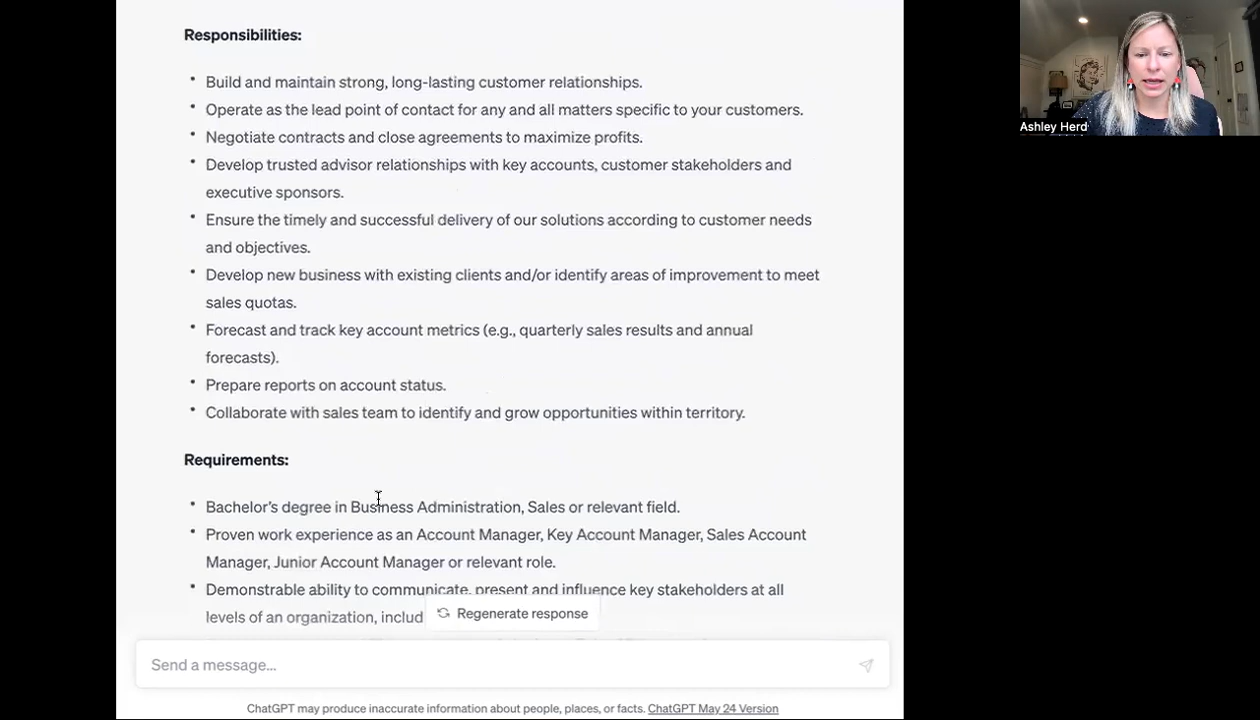 Responsibilities:
• Build and maintain strong, long-lasting customer relationships.
• Operate as the lead point of contact for any and all matters specific to your customers.
• Negotiate contracts and close agreements to maximize profits.
• Develop trusted advisor relationships with key accounts, customer stakeholders and
executive sponsors.
• Ensure the timely and successful delivery of our solutions according to customer needs
and objectives.
• Develop new business with existing clients and/or identify areas of improvement to meet
sales quotas.
• Forecast and track key account metrics (e.g., quarterly sales results and annual
forecasts).
• Prepare reports on account status.
• Collaborate with sales team to identify and grow opportunities within territory.
Requirements:
• Bachelor's degree in Business Administration, Sales or relevant field.
• Proven work experience as an Account Manager, Key Account Manager, Sales Account
Manager, Junior Account Manager or relevant role.
• Demonstrable ability to communicate, present and influence key stakeholders at all
levels of an organization, includ
Regenerate response
Send a message...
ChatGPT may produce inaccurate information about people, places, or facts. ChatGPT May 24 Version
Ashley Herd